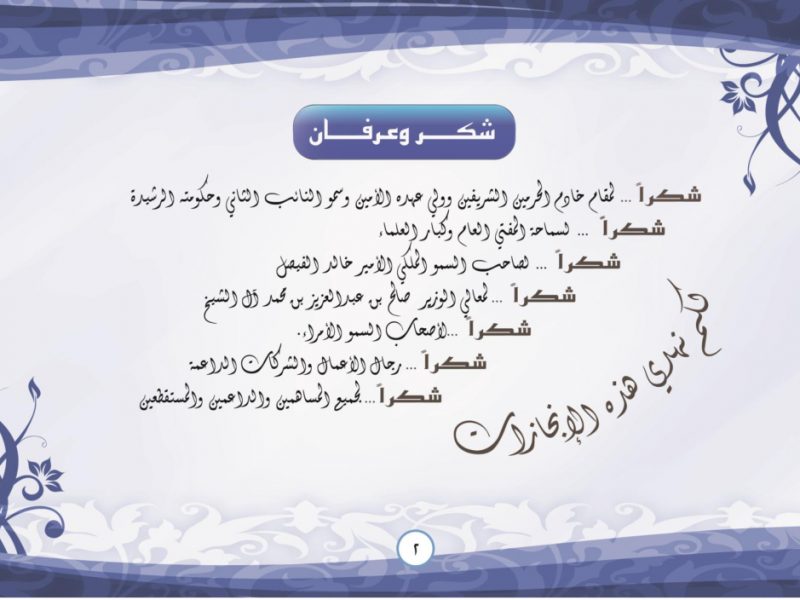 شكر وعرفان
شكراً ... لمقام خادم الحرمين الشريفين وولي عهده الأمين وسمو النائب الثاني وحكومته الرشيدة
شكراً ... لسماحة المفتي العام وكبار العلماء
شكراً ... لصاحب السمو الملكي الأمير خالد الفيصل
شكراً ... لمعالي الوزير صالح بن عبدالعزيز بن محمد آل الشيخ
شكراً ...لأصحاب السمو الأمراء.
شكراً ... رجال الأعمال والشركات الداعمة
شكراً ... لجميع المساهمين والداعمين والمستقطعين
لكم نهدي هذه الإنجازات
٢